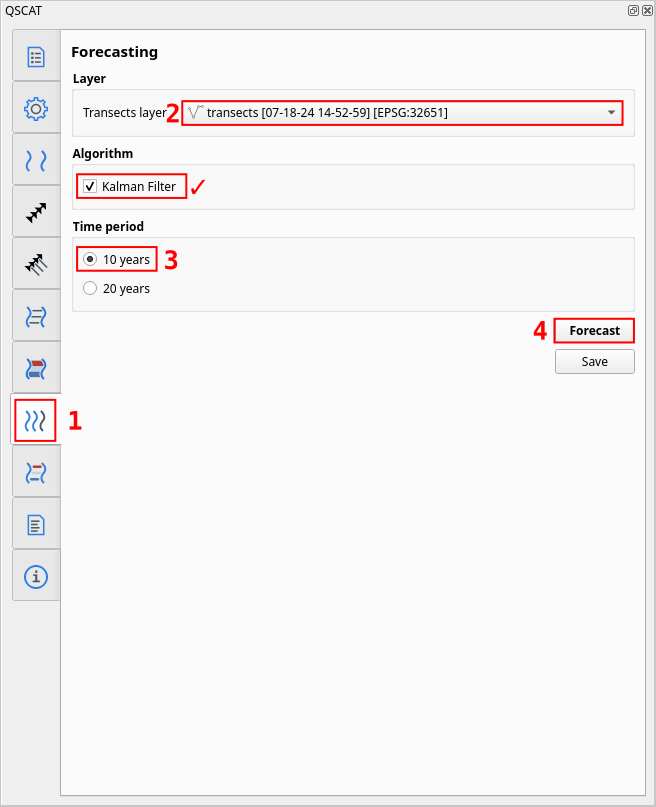 QSCAT
Forecasting
Layer
Transects layer 2 transects [07-18-24 14-52-59] [EPSG:32651]
Algorithm
Kalman Filter ✓
Time period
10 years 3
20 years
4 Forecast
Save
1